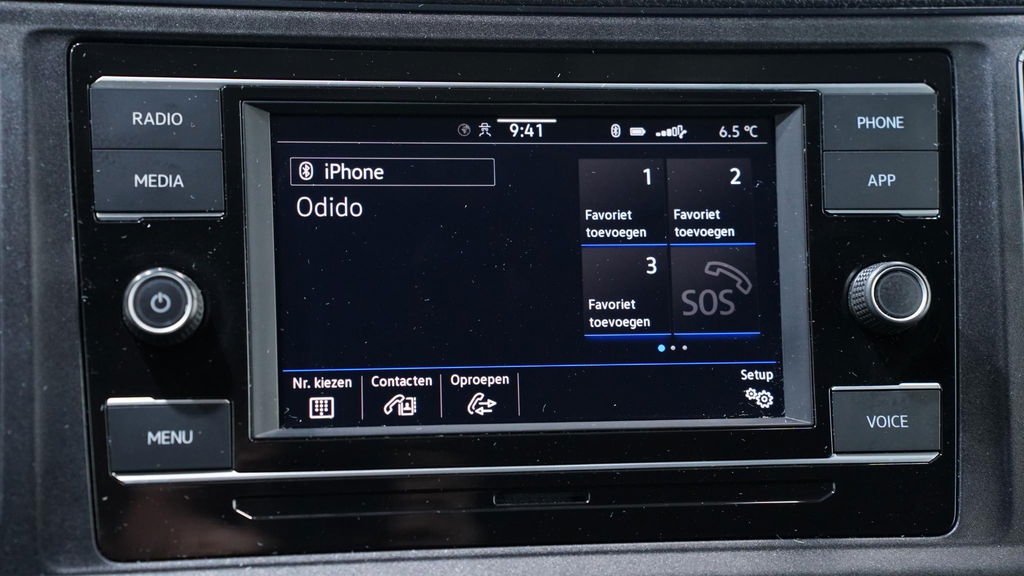 RADIO
MEDIA
MENU
9:41
6.5 °C
iPhone
Odido
1
Favoriet
toevoegen
2
Favoriet
toevoegen
3
Favoriet
toevoegen
SOS
Nr. kiezen
Contacten
Oproepen
Setup
PHONE
APP
VOICE